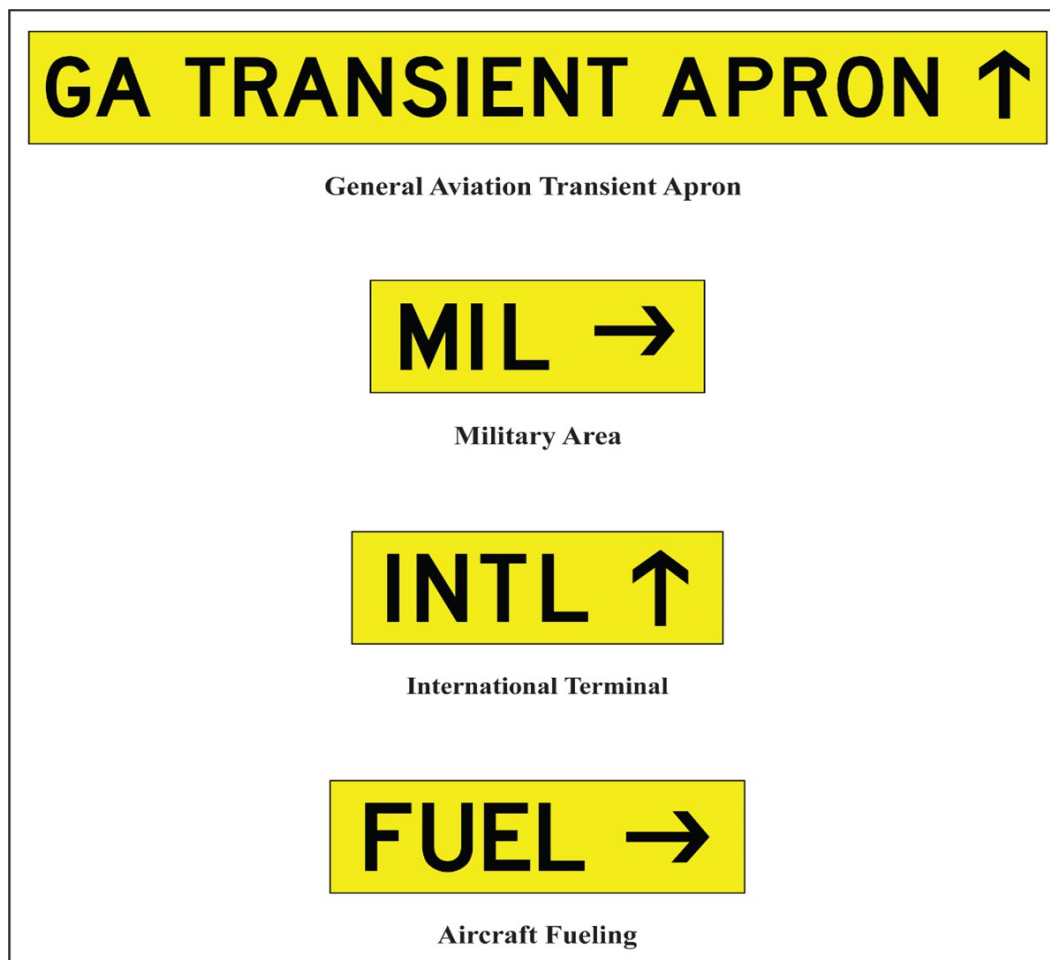 GA TRANSIENT APRON ↑
General Aviation Transient Apron
MIL →
Military Area
INTL ↑
International Terminal
FUEL →
Aircraft Fueling